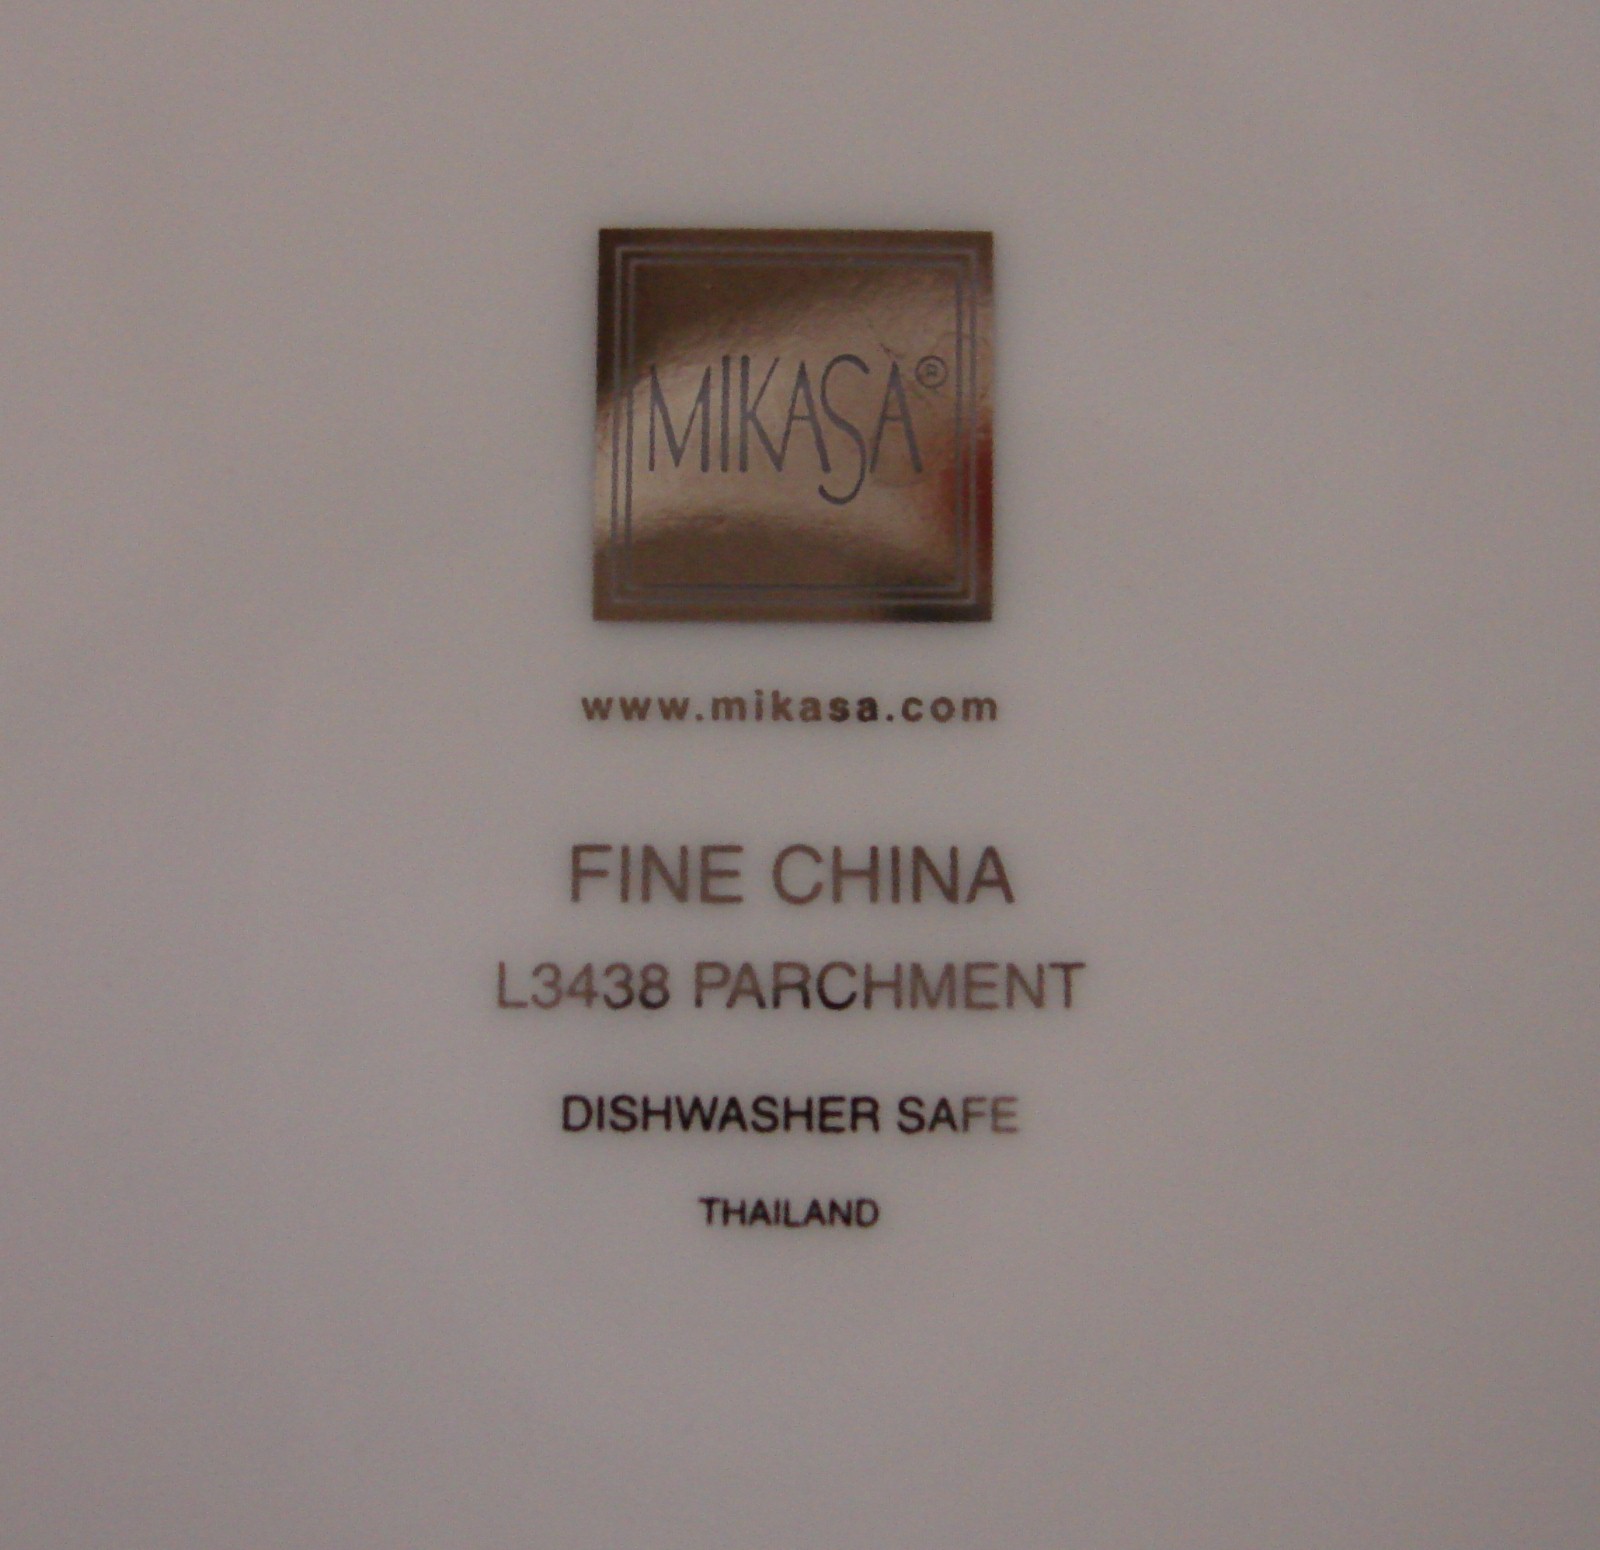 MIKASA®
www.mikasa.com
FINE CHINA
L3438 PARCHMENT
DISHWASHER SAFE
THAILAND